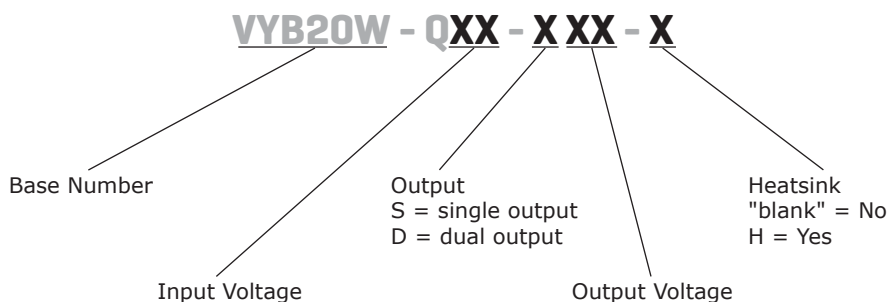 VYB20W - QXX - X XX - X
Base Number
Output
S = single output
D = dual output
Heatsink
"blank" = No
H = Yes
Input Voltage
Output Voltage